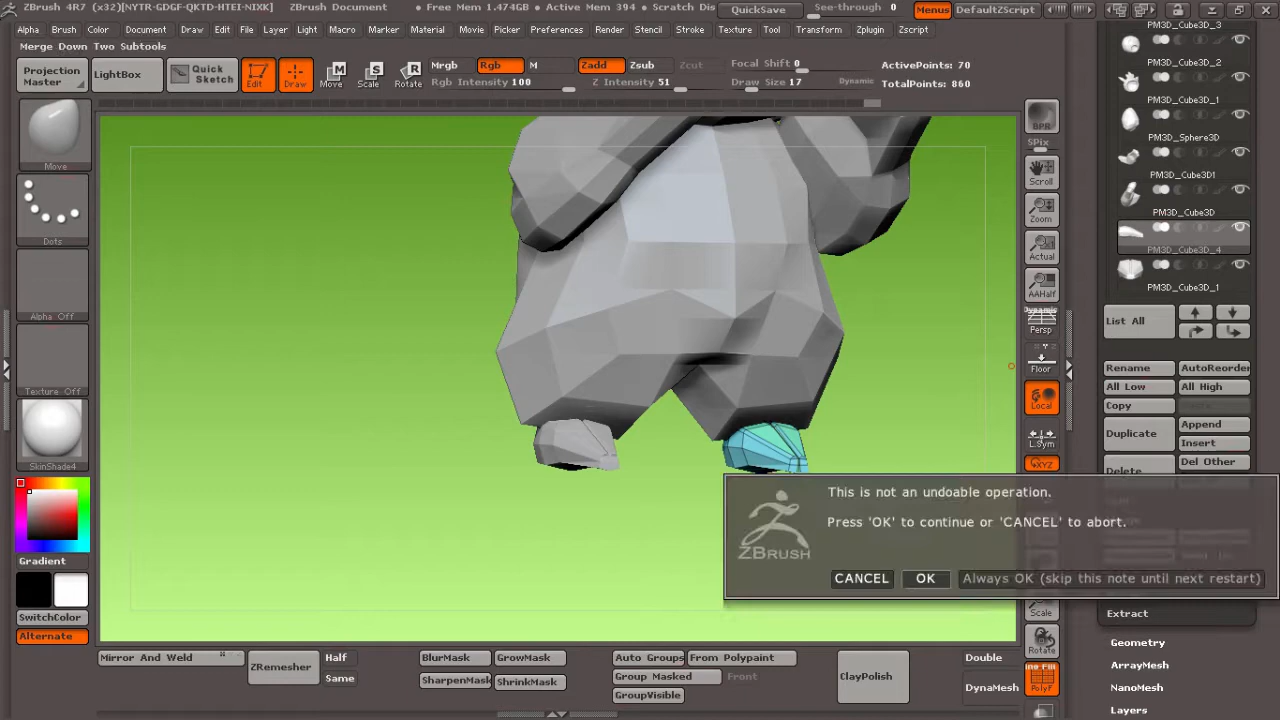 ZBrush 4R7 (x32)[NYTR-GDGF-QKTD-HTEI-NIXK] ZBrush Document • Free Mem 1.474GB • Active Mem 394 • Scratch Dis QuickSave See-through 0 Menus DefaultZScript
Alpha Brush Color Document Draw Edit File Layer Light Macro Marker Material Movie Picker Preferences Render Stencil Stroke Texture Tool Transform Zplugin Zscript
Merge Down Two Subtools
Projection Master LightBox Quick Sketch Edit Draw Move Scale Rotate
Mrgb Rgb M Zadd Zsub Zcut Focal Shift 0 ActivePoints: 70
Rgb Intensity 100 Z Intensity 51 Draw Size 17 Dynamic TotalPoints: 860
Move
Dots
Alpha Off
Texture Off
SkinShade4
Gradient
SwitchColor
Alternate
BPR
SPix
Scroll
Zoom
Actual
AAHalf
Dynamic
Persp
Floor
Local
L.Sym
XYZ
Scale
Rotate
PolyF
PM3D_Cube3D_3
PM3D_Cube3D_2
PM3D_Cube3D_1
PM3D_Sphere3D
PM3D_Cube3D1
PM3D_Cube3D
PM3D_Cube3D_4
PM3D_Cube3D_1
List All
Rename AutoReorder
All Low All High
Copy
Duplicate Append
Insert
Delete Del Other
This is not an undoable operation.
Press 'OK' to continue or 'CANCEL' to abort.
ZBRUSH
CANCEL OK Always OK (skip this note until next restart)
Extract
Geometry
ArrayMesh
NanoMesh
Layers
Mirror And Weld ZRemesher Half BlurMask GrowMask Auto Groups From Polypaint ClayPolish Double
Same SharpenMask ShrinkMask Group Masked Front DynaMesh
GroupVisible